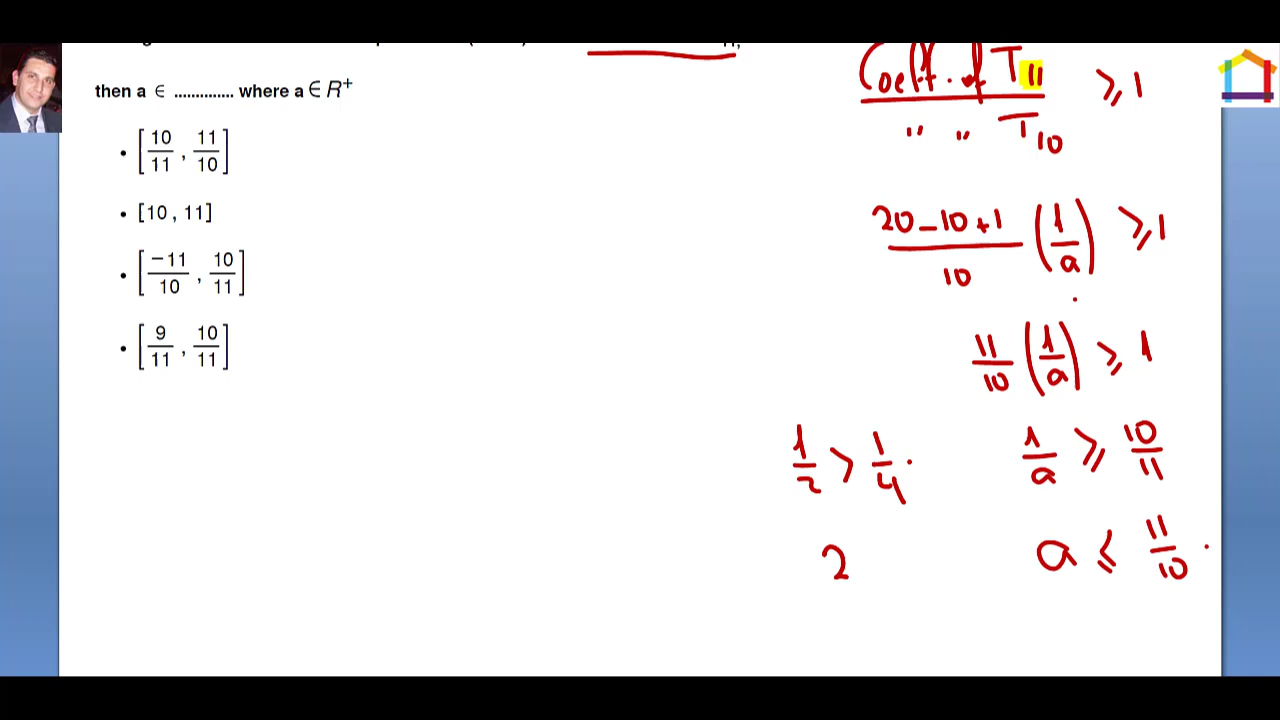 then a ∈ .............. where a ∈ R⁺
• [10/11 , 11/10]
• [10 , 11]
• [−11/10 , 10/11]
• [9/11 , 10/11]
Coeff. of T₁₁ / " " T₁₀ ⩾ 1
20 − 10 + 1 / 10 (1/a) ⩾ 1
11/10 (1/a) ⩾ 1
1/2 > 1/4 .
1/a ⩾ 10/11
2
a ⩽ 11/10 .